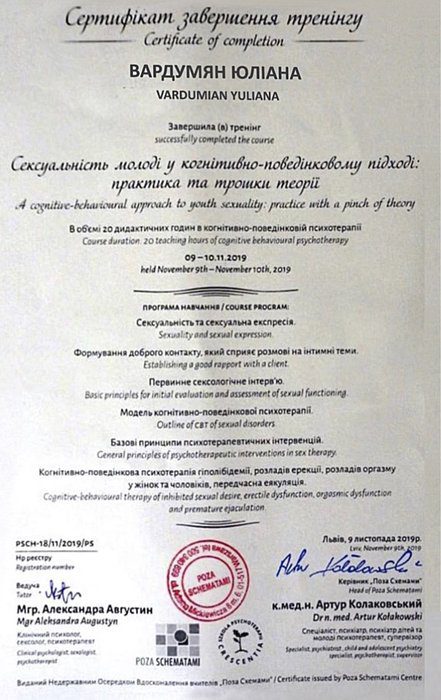 Сертифікат завершення тренінгу
Certificate of completion
ВАРДУМЯН ЮЛІАНА
VARDUMIAN YULIANA
Завершила (в) тренінг
successfully completed the course
Сексуальність молоді у когнітивно-поведінковому підході:
практика та трошки теорії
A cognitive-behavioural approach to youth sexuality: practice with a pinch of theory
В об'ємі 20 дидактичних годин в когнітивно-поведінковій психотерапії
Course duration: 20 teaching hours of cognitive behavioural psychotherapy
09 – 10.11.2019
held November 9th – November 10th, 2019
ПРОГРАМА НАВЧАННЯ / COURSE PROGRAM:
Сексуальність та сексуальна експресія.
Sexuality and sexual expression.
Формування доброго контакту, який сприяє розмові на інтимні теми.
Establishing a good rapport with a client.
Первинне сексологічне інтерв'ю.
Basic principles for initial evaluation and assessment of sexual functioning.
Модель когнітивно-поведінкової психотерапії.
Outline of CBT of sexual disorders.
Базові принципи психотерапевтичних інтервенцій.
General principles of psychotherapeutic interventions in sex therapy.
Когнітивно-поведінкова психотерапія гіполібідемії, розладів ерекції, розладів оргазму
у жінок та чоловіків, передчасна еякуляція.
Cognitive-behavioural therapy of inhibited sexual desire, erectile dysfunction, orgasmic dysfunction
and premature ejaculation.
PSCH-18/11/2019/PS
Нр реєстру
Registration number
Львів, 9 листопада 2019р.
Lviv, November 9th, 2019
Ведуча
Tutor
Мгр. Александра Августин
Mgr Aleksandra Augustyn
Клінічний психолог,
сексолог, психотерапевт
Clinical psychologist, sexologist,
psychotherapist
POZA
SCHEMATAMI
POZA SCHEMATAMI
CRESCENTIA
Керівник „Поза Схемами"
Head of Poza Schematami
к.мед.н. Артур Колаковський
Dr n. med. Artur Kołakowski
Спеціаліст, психіатр, психіатр дітей та
молоді психотерапевт, супервізор
Specialist, psychiatrist, child and adolescent psychiatry
specialist, psychotherapist, supervisor
Виданий Недержавним Осередком Вдосконалення вчителів „Поза Схемами" / Certificate issued by Poza Schematami Centre